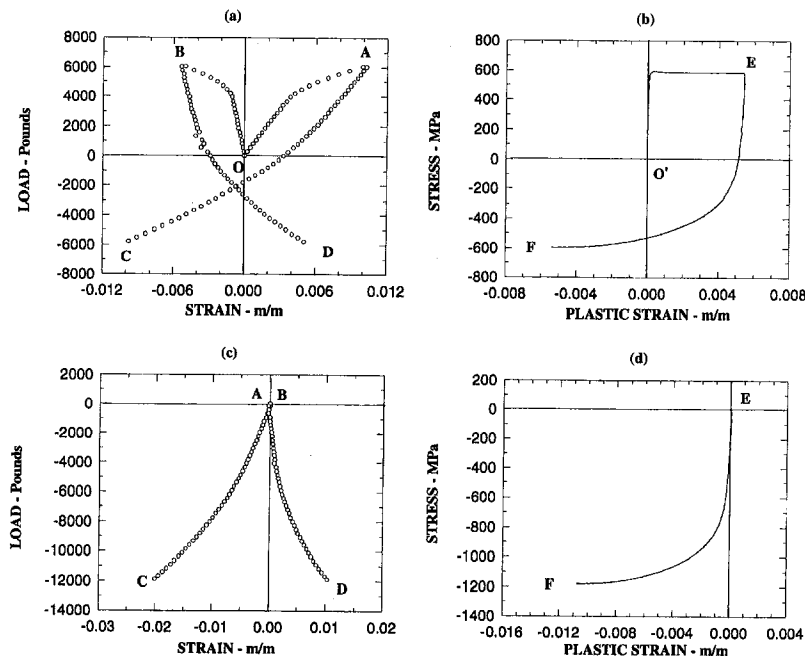 (a)
8000
6000
4000
2000
0
-2000
-4000
-6000
8000
B
A
O
C
D
-0.012
-0.006
0.000
0.006
0.012
LOAD - Pounds
STRAIN - m/m
(b)
800
600
400
200
0
-200
-400
-600
-800
E
O'
F
-0.008
-0.004
0.000
0.004
0.008
STRESS - MPa
PLASTIC STRAIN - m/m
(c)
2000
0
-2000
-4000
-6000
-8000
-10000
-12000
-14000
A
B
C
D
-0.03
-0.02
-0.01
0.00
0.01
0.02
LOAD - Pounds
STRAIN - m/m
(d)
200
0
-200
-400
-600
-800
-1000
-1200
-1400
E
F
-0.016
-0.012
-0.008
-0.004
0.000
0.004
STRESS - MPa
PLASTIC STRAIN - m/m